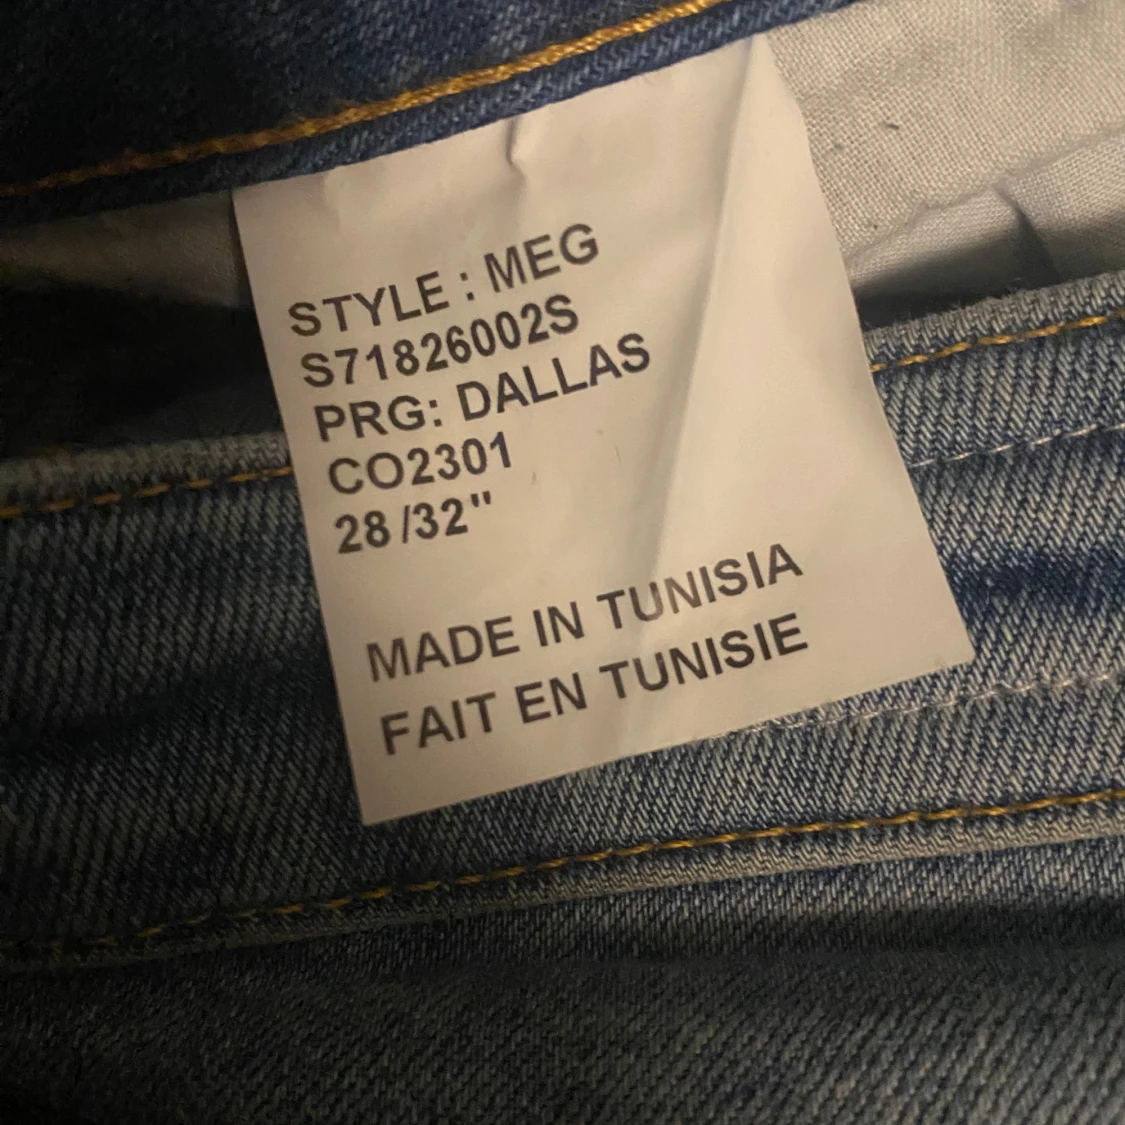 STYLE : MEG
S71826002S
PRG: DALLAS
CO2301
28 /32"
MADE IN TUNISIA
FAIT EN TUNISIE